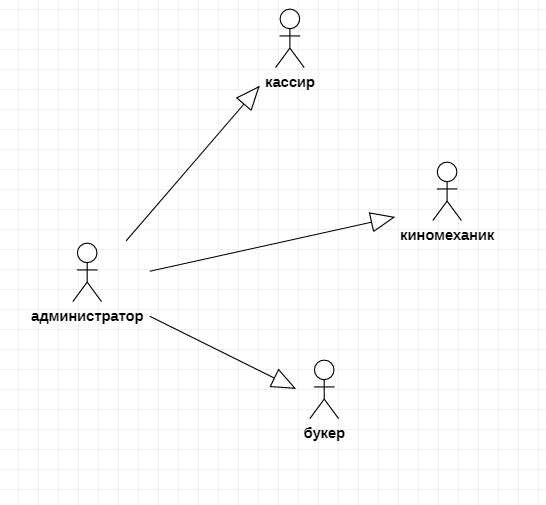 кассир
киномеханик
администратор
букер